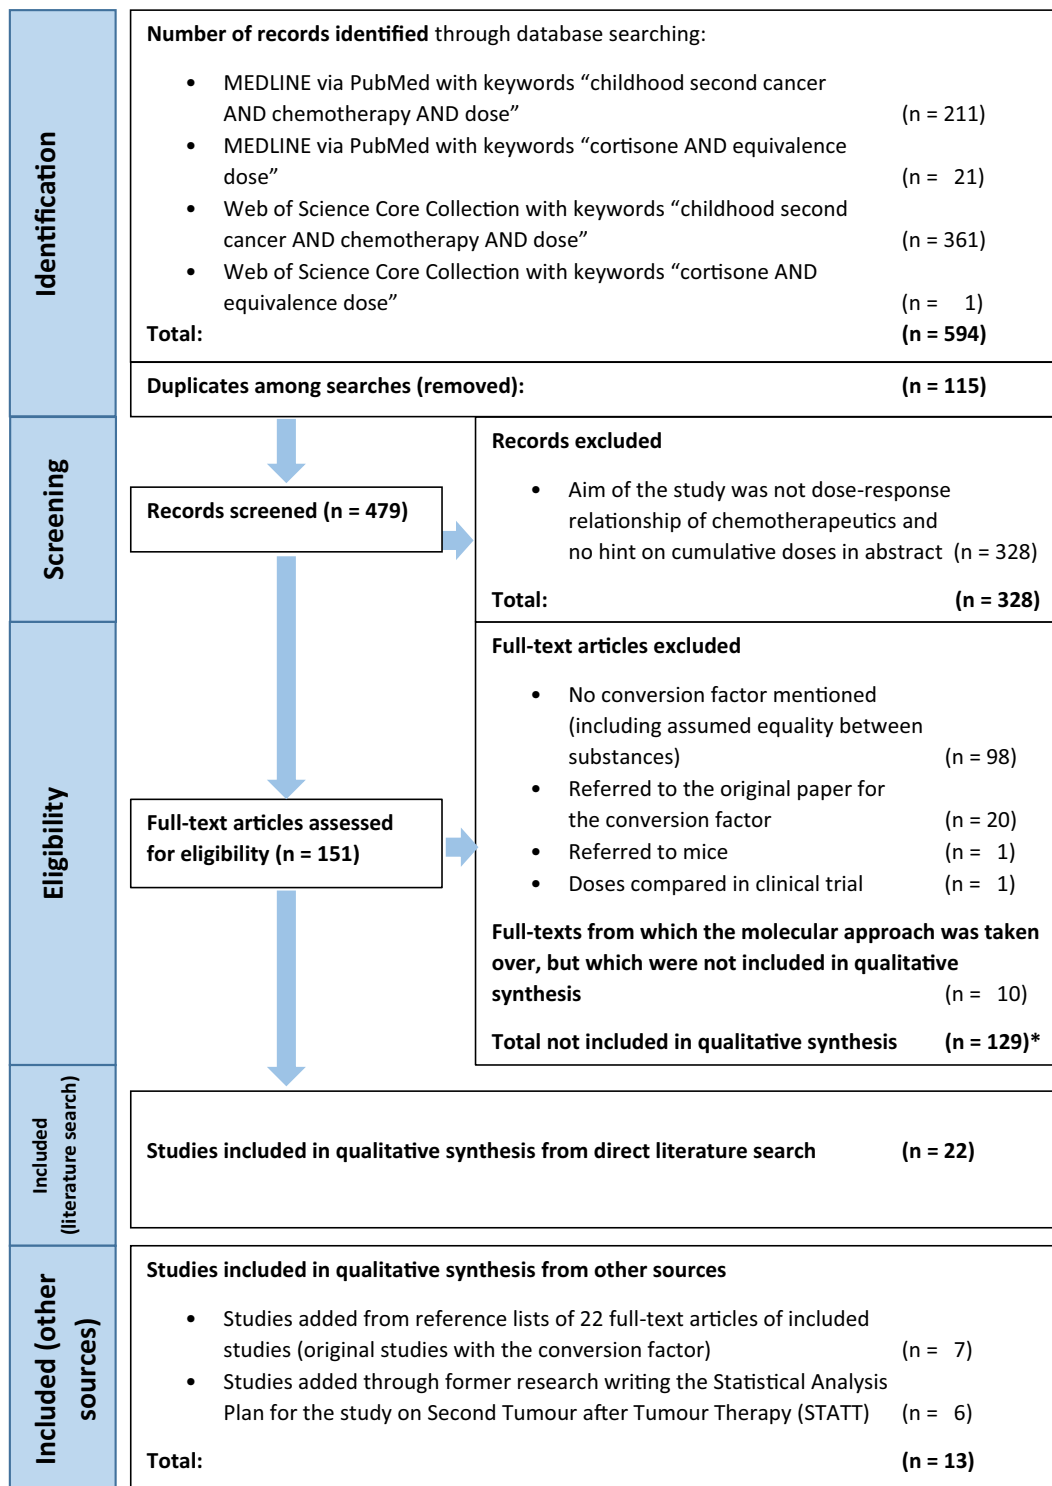 Identification
Number of records identified through database searching:
• MEDLINE via PubMed with keywords “childhood second cancer
AND chemotherapy AND dose” (n = 211)
• MEDLINE via PubMed with keywords “cortisone AND equivalence
dose” (n = 21)
• Web of Science Core Collection with keywords “childhood second
cancer AND chemotherapy AND dose” (n = 361)
• Web of Science Core Collection with keywords “cortisone AND
equivalence dose” (n = 1)
Total: (n = 594)
Duplicates among searches (removed): (n = 115)
Screening
Records screened (n = 479)
Records excluded
• Aim of the study was not dose-response
relationship of chemotherapeutics and
no hint on cumulative doses in abstract (n = 328)
Total: (n = 328)
Eligibility
Full-text articles assessed
for eligibility (n = 151)
Full-text articles excluded
• No conversion factor mentioned
(including assumed equality between
substances) (n = 98)
• Referred to the original paper for
the conversion factor (n = 20)
• Referred to mice (n = 1)
• Doses compared in clinical trial (n = 1)
Full-texts from which the molecular approach was taken
over, but which were not included in qualitative
synthesis (n = 10)
Total not included in qualitative synthesis (n = 129)*
Included
(literature search)
Studies included in qualitative synthesis from direct literature search (n = 22)
Included (other
sources)
Studies included in qualitative synthesis from other sources
• Studies added from reference lists of 22 full-text articles of included
studies (original studies with the conversion factor) (n = 7)
• Studies added through former research writing the Statistical Analysis
Plan for the study on Second Tumour after Tumour Therapy (STATT) (n = 6)
Total: (n = 13)